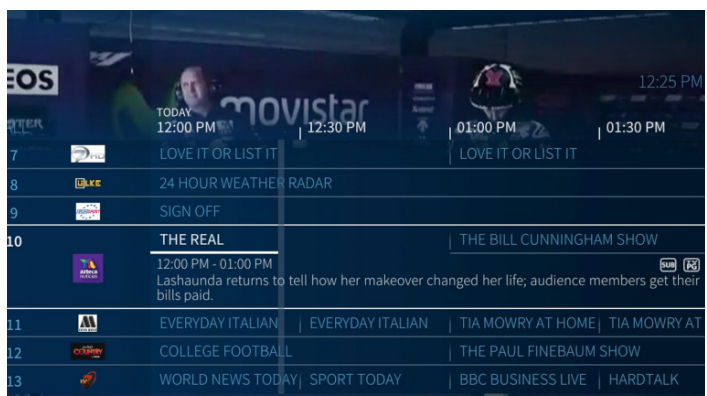 EOS
movistar
12:25 PM
TODAY
12:00 PM 12:30 PM 01:00 PM 01:30 PM
7 LOVE IT OR LIST IT LOVE IT OR LIST IT
8 ULKE 24 HOUR WEATHER RADAR
9 SIGN OFF
10 THE REAL THE BILL CUNNINGHAM SHOW
12:00 PM - 01:00 PM SUB PG
azteca Lashaunda returns to tell how her makeover changed her life; audience members get their
bills paid.
11 EVERYDAY ITALIAN EVERYDAY ITALIAN TIA MOWRY AT HOME TIA MOWRY AT
12 COUNTRY COLLEGE FOOTBALL THE PAUL FINEBAUM SHOW
13 WORLD NEWS TODAY SPORT TODAY BBC BUSINESS LIVE HARDTALK